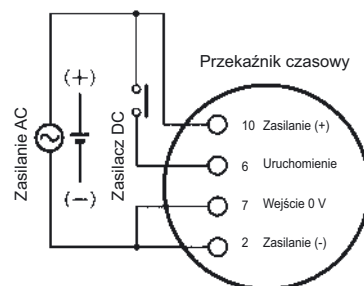 Przekaźnik czasowy
Zasilanie AC
(+)
(−)
Zasilacz DC
10 Zasilanie (+)
6 Uruchomienie
7 Wejście 0 V
2 Zasilanie (-)